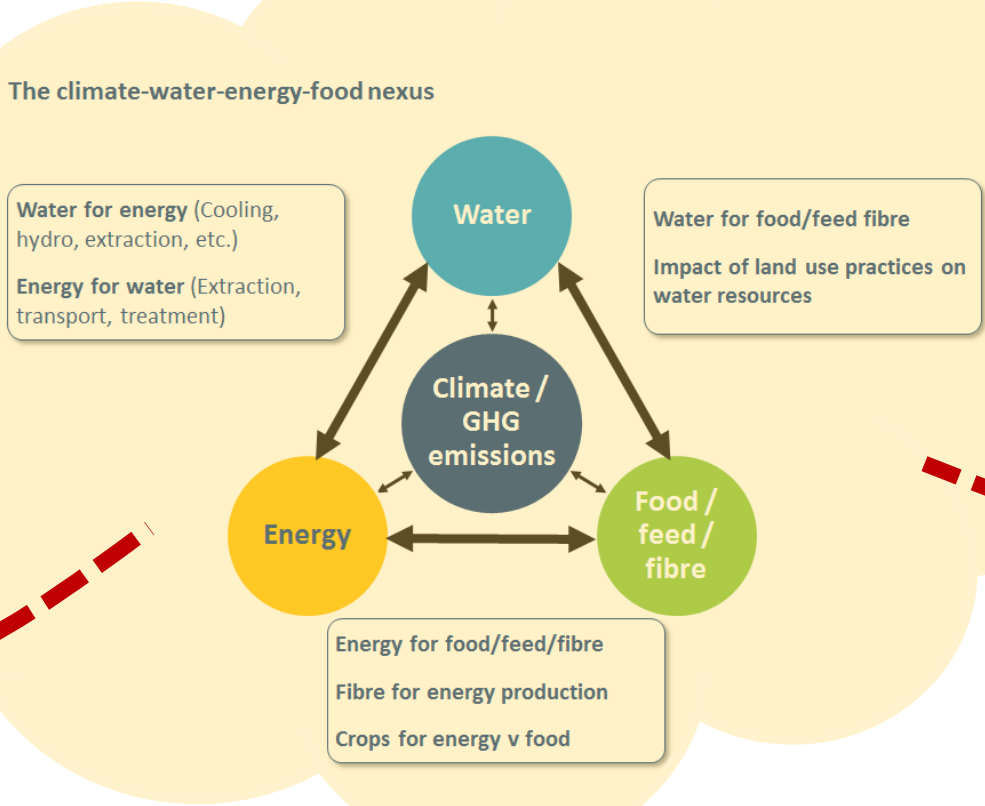 The climate-water-energy-food nexus
Water
Water for energy (Cooling,
hydro, extraction, etc.)
Energy for water (Extraction,
transport, treatment)
Water for food/feed fibre
Impact of land use practices on
water resources
Climate /
GHG
emissions
Energy
Food /
feed /
fibre
Energy for food/feed/fibre
Fibre for energy production
Crops for energy v food